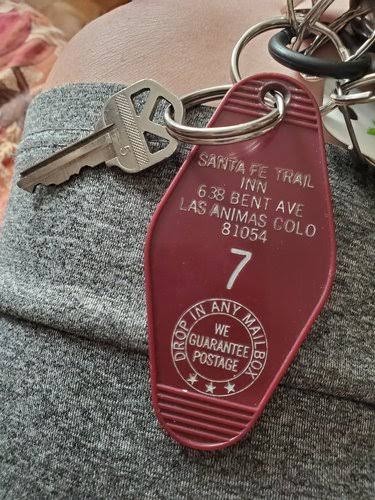 SANTA FE TRAIL
INN
638 BENT AVE
LAS ANIMAS COLO
81054
7
DROP IN ANY MAILBOX
WE
GUARANTEE
POSTAGE